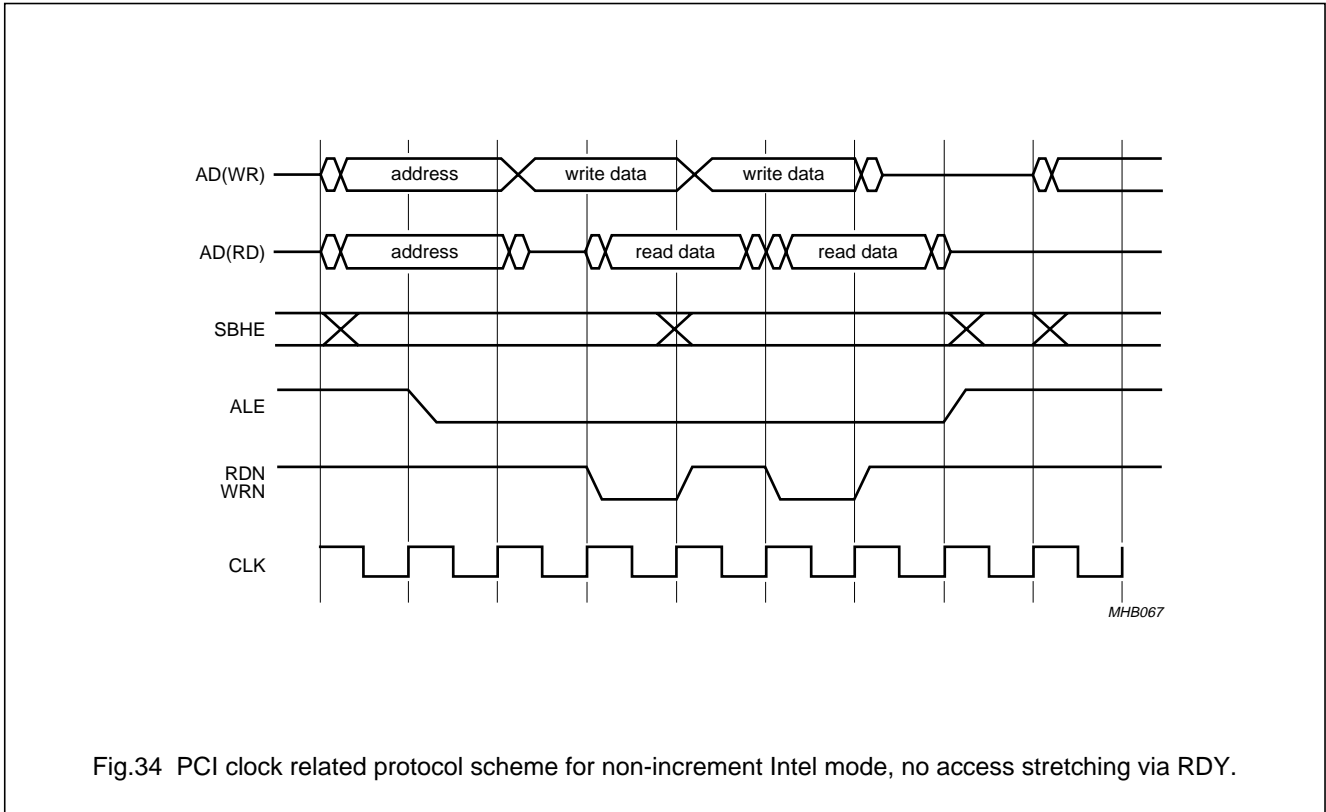 AD(WR) address write data write data
AD(RD) address read data read data
SBHE
ALE
RDN
WRN
CLK
MHB067
Fig.34 PCI clock related protocol scheme for non-increment Intel mode, no access stretching via RDY.